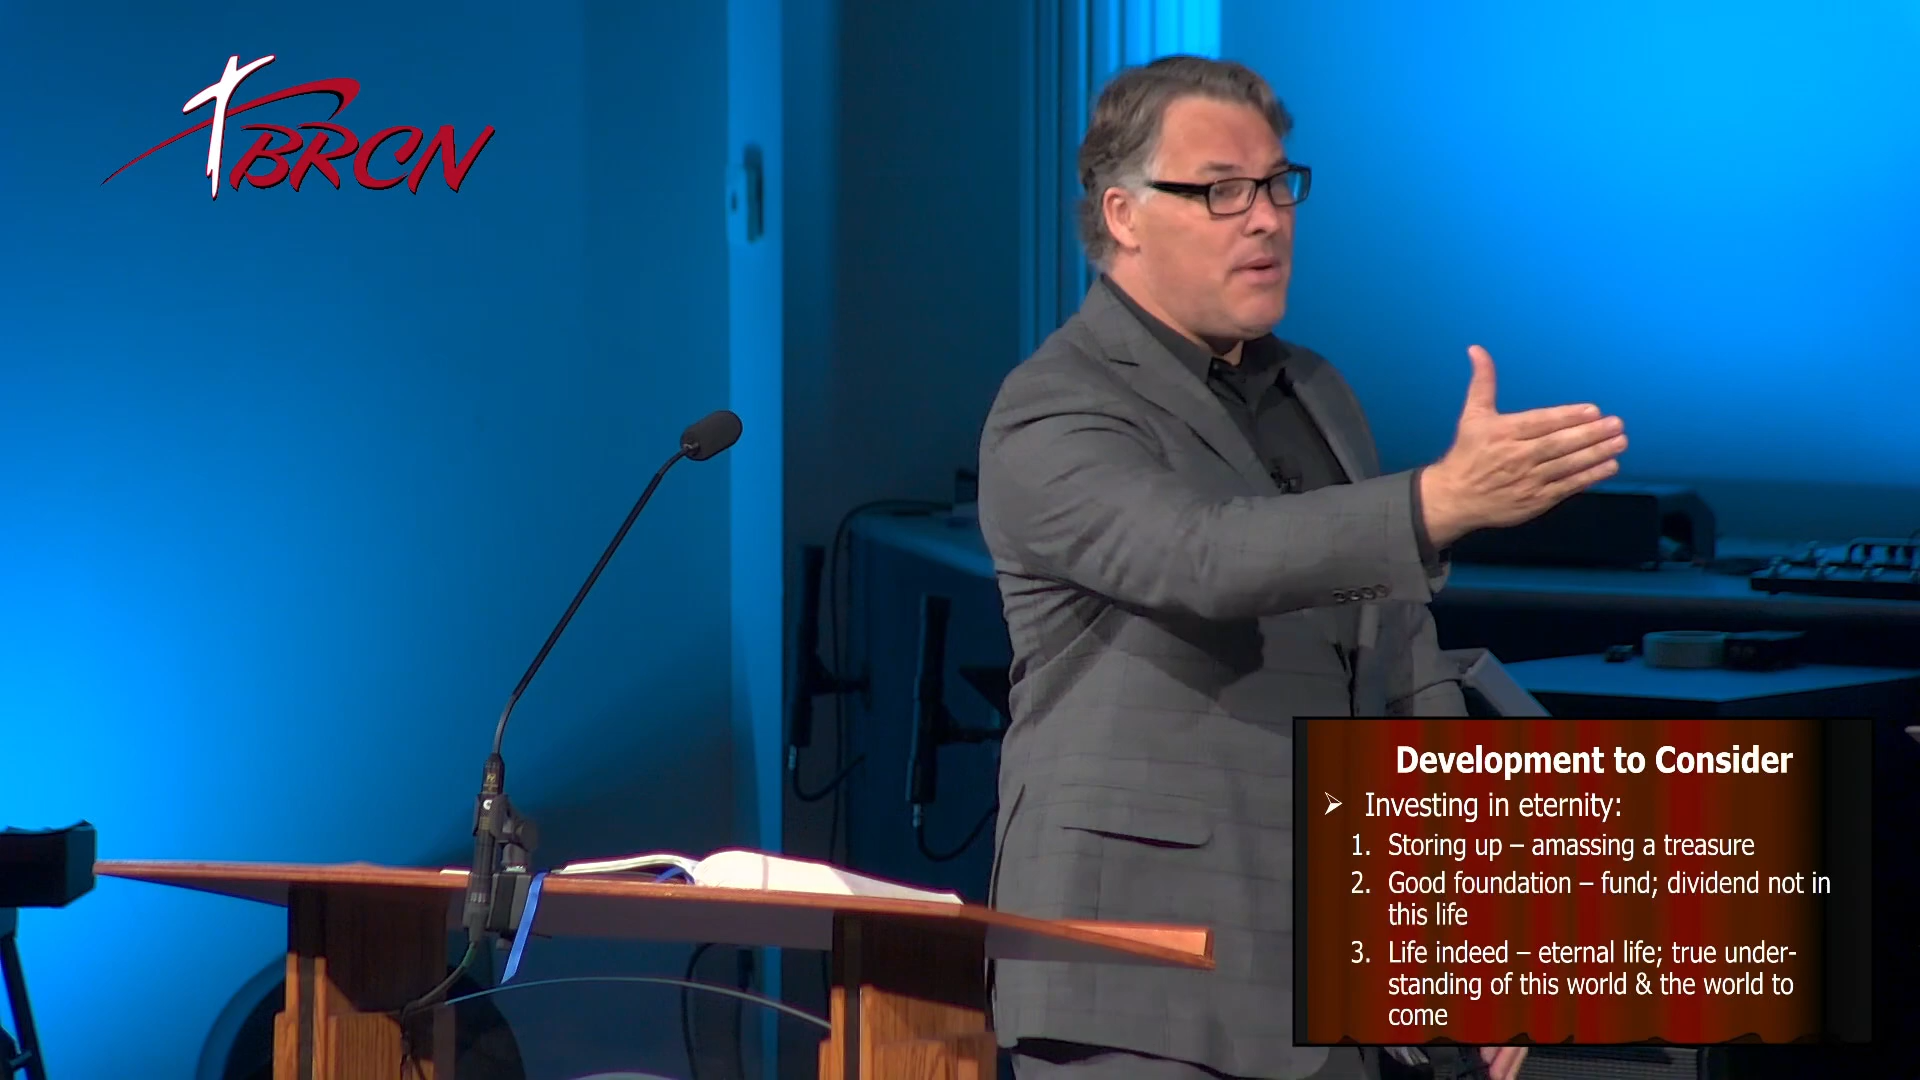 BRCN
Development to Consider
➢ Investing in eternity:
1. Storing up – amassing a treasure
2. Good foundation – fund; dividend not in
this life
3. Life indeed – eternal life; true under-
standing of this world & the world to
come